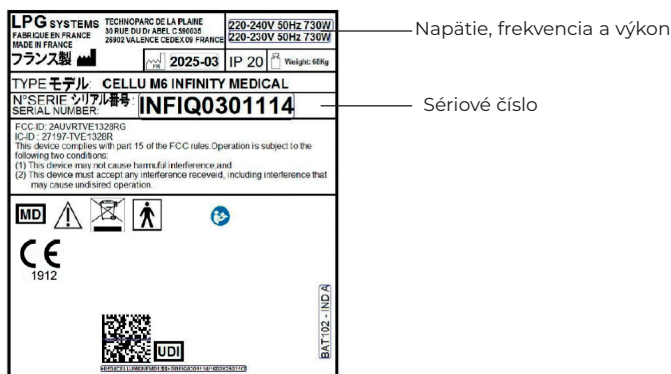 LPG SYSTEMS
FABRIQUE EN FRANCE
MADE IN FRANCE
フランス製
TECHNOPARC DE LA PLAINE
30 RUE DU Dr ABEL CS90035
26902 VALENCE CEDEX 09 FRANCE
220-240V 50Hz 730W
220-230V 50Hz 730W
Napätie, frekvencia a výkon
FR
2025-03
IP 20
Weight: 68Kg
TYPE モデル: CELLU M6 INFINITY MEDICAL
N°SERIE シリアル番号:
SERIAL NUMBER:
INFIQ0301114
Sériové číslo
FCC-ID: 2AUVRTVE1328RG
IC-ID : 27197-TVE1328R
This device complies with part 15 of the FCC rules.Operation is subject to the
following two conditions:
(1) This device may not cause harmuful interference,and
(2) This device must accept any interference receveid, including interference that
may cause undisired operation.
MD
CE
1912
UDI
BAT102 - IND A